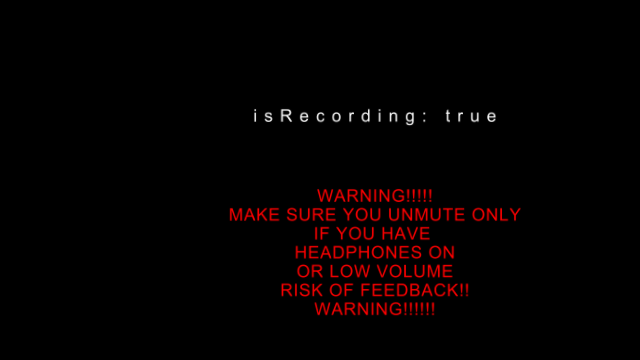 isRecording: true
WARNING!!!!!
MAKE SURE YOU UNMUTE ONLY
IF YOU HAVE
HEADPHONES ON
OR LOW VOLUME
RISK OF FEEDBACK!!
WARNING!!!!!!